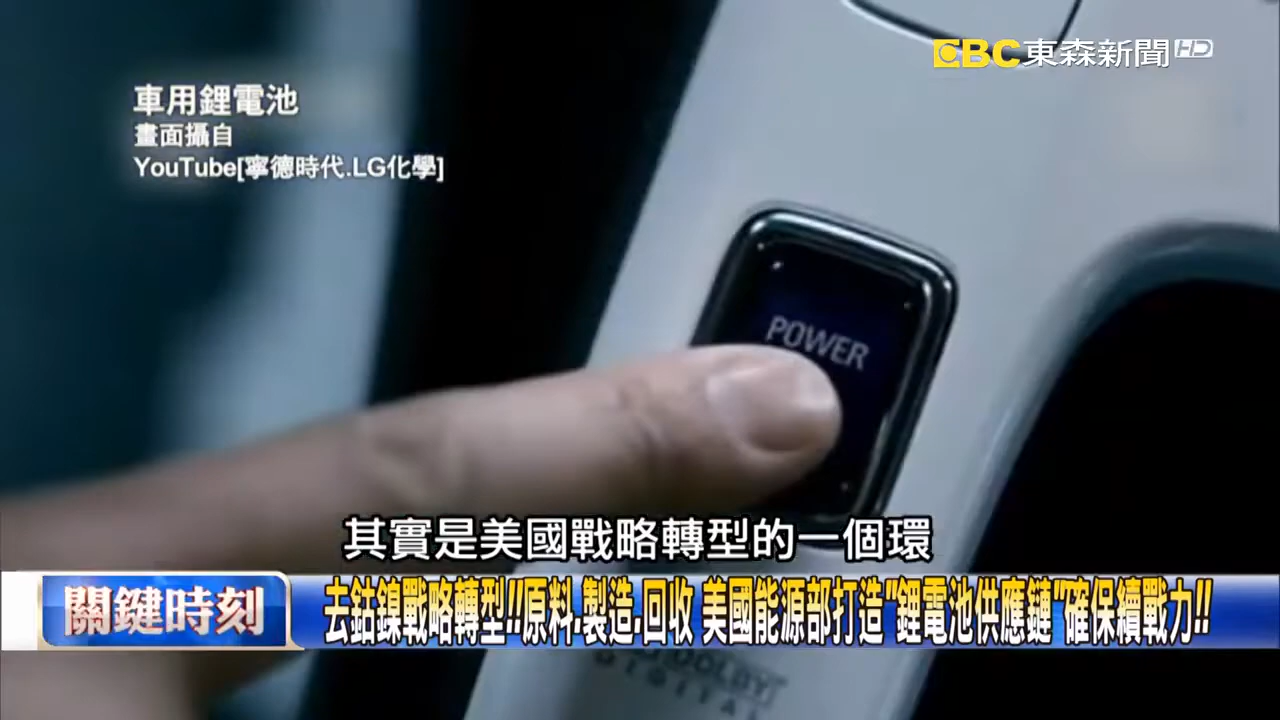 EBC東森新聞HD
車用鋰電池
畫面攝自
YouTube[寧德時代.LG化學]
POWER
其實是美國戰略轉型的一個環
關鍵時刻
去鈷鎳戰略轉型!!原料.製造.回收 美國能源部打造"鋰電池供應鏈"確保續戰力!!
DOLBY
DIGITAL